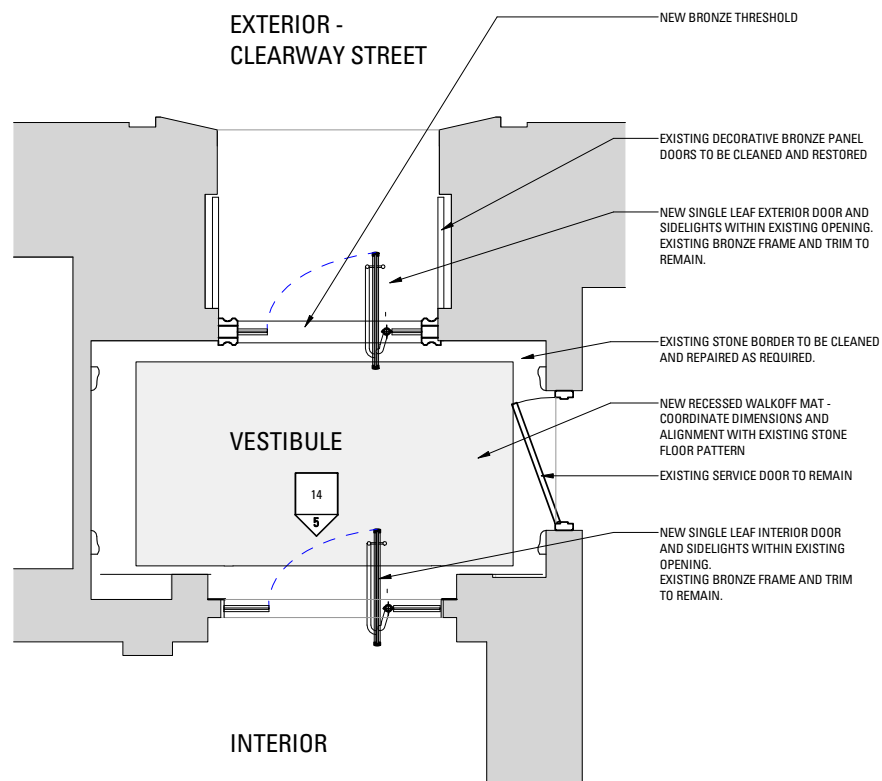 EXTERIOR -
CLEARWAY STREET
NEW BRONZE THRESHOLD
EXISTING DECORATIVE BRONZE PANEL
DOORS TO BE CLEANED AND RESTORED
NEW SINGLE LEAF EXTERIOR DOOR AND
SIDELIGHTS WITHIN EXISTING OPENING.
EXISTING BRONZE FRAME AND TRIM TO
REMAIN.
EXISTING STONE BORDER TO BE CLEANED
AND REPAIRED AS REQUIRED.
NEW RECESSED WALKOFF MAT -
COORDINATE DIMENSIONS AND
ALIGNMENT WITH EXISTING STONE
FLOOR PATTERN
EXISTING SERVICE DOOR TO REMAIN
NEW SINGLE LEAF INTERIOR DOOR
AND SIDELIGHTS WITHIN EXISTING
OPENING.
EXISTING BRONZE FRAME AND TRIM
TO REMAIN.
VESTIBULE
14
5
INTERIOR